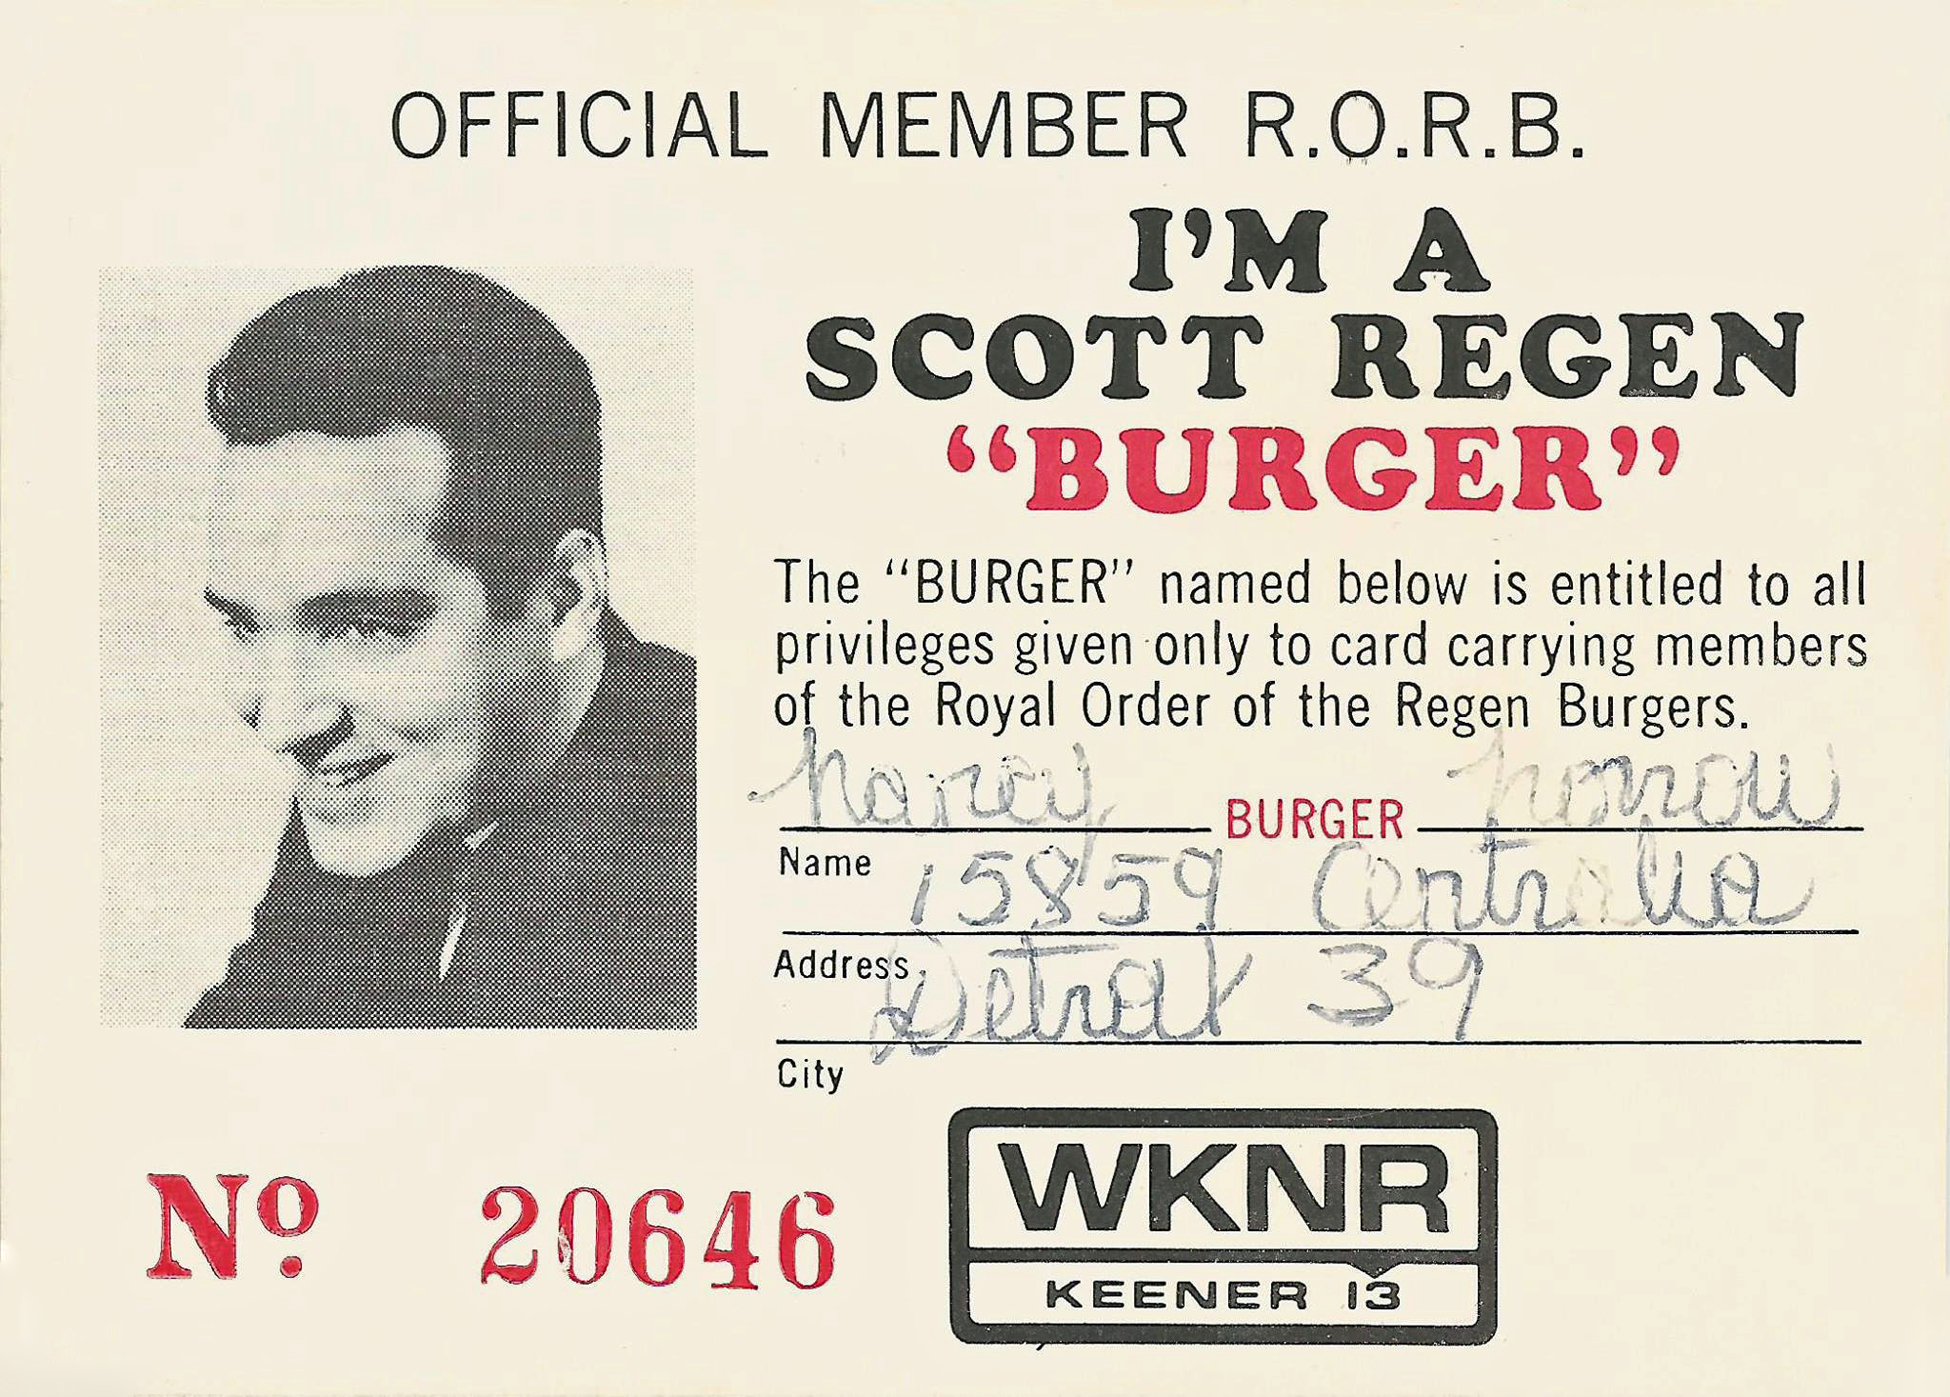 OFFICIAL MEMBER R.O.R.B.
I'M A
SCOTT REGEN
“BURGER”
The “BURGER” named below is entitled to all
privileges given only to card carrying members
of the Royal Order of the Regen Burgers.
Nancy BURGER
Name 15859 Centralia
Address Detroit 39
City
No. 20646
WKNR
KEENER 13